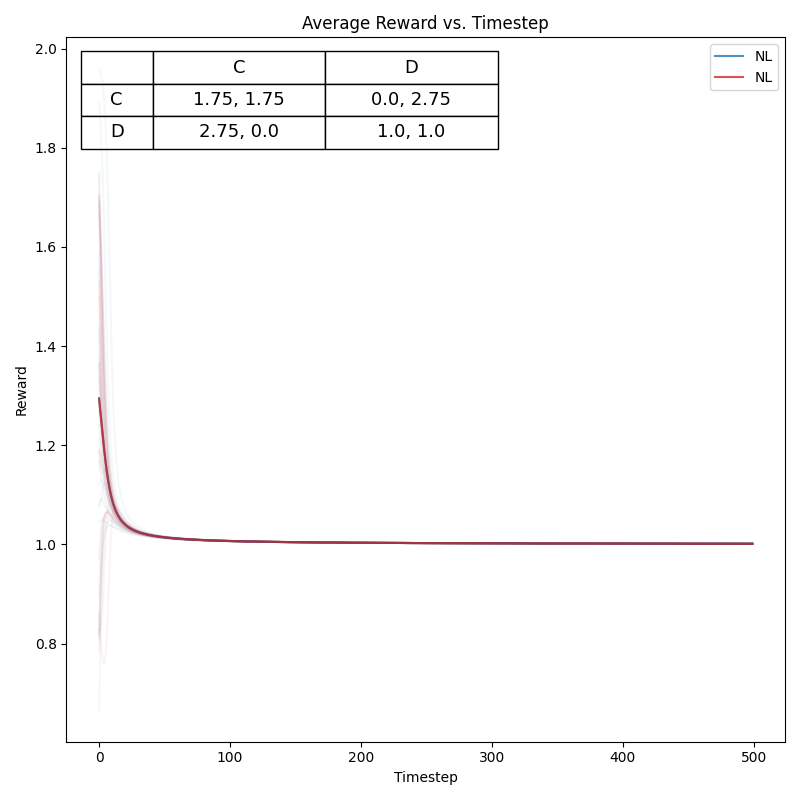 Average Reward vs. Timestep
C D
C 1.75, 1.75 0.0, 2.75
D 2.75, 0.0 1.0, 1.0
NL
NL
Reward
2.0
1.8
1.6
1.4
1.2
1.0
0.8
0 100 200 300 400 500
Timestep